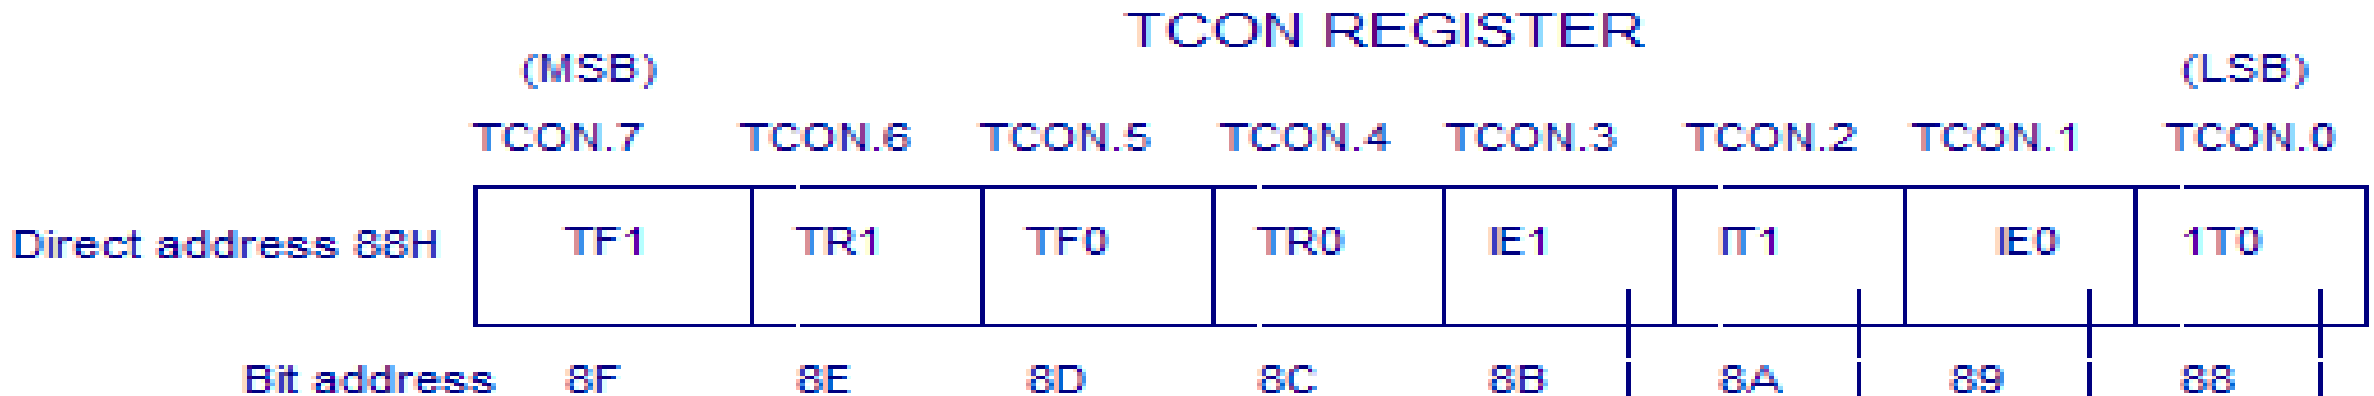 TCON REGISTER
(MSB) (LSB)
TCON.7 TCON.6 TCON.5 TCON.4 TCON.3 TCON.2 TCON.1 TCON.0
Direct address 88H TF1 TR1 TF0 TR0 IE1 IT1 IE0 1T0
Bit address 8F 8E 8D 8C 8B 8A 89 88